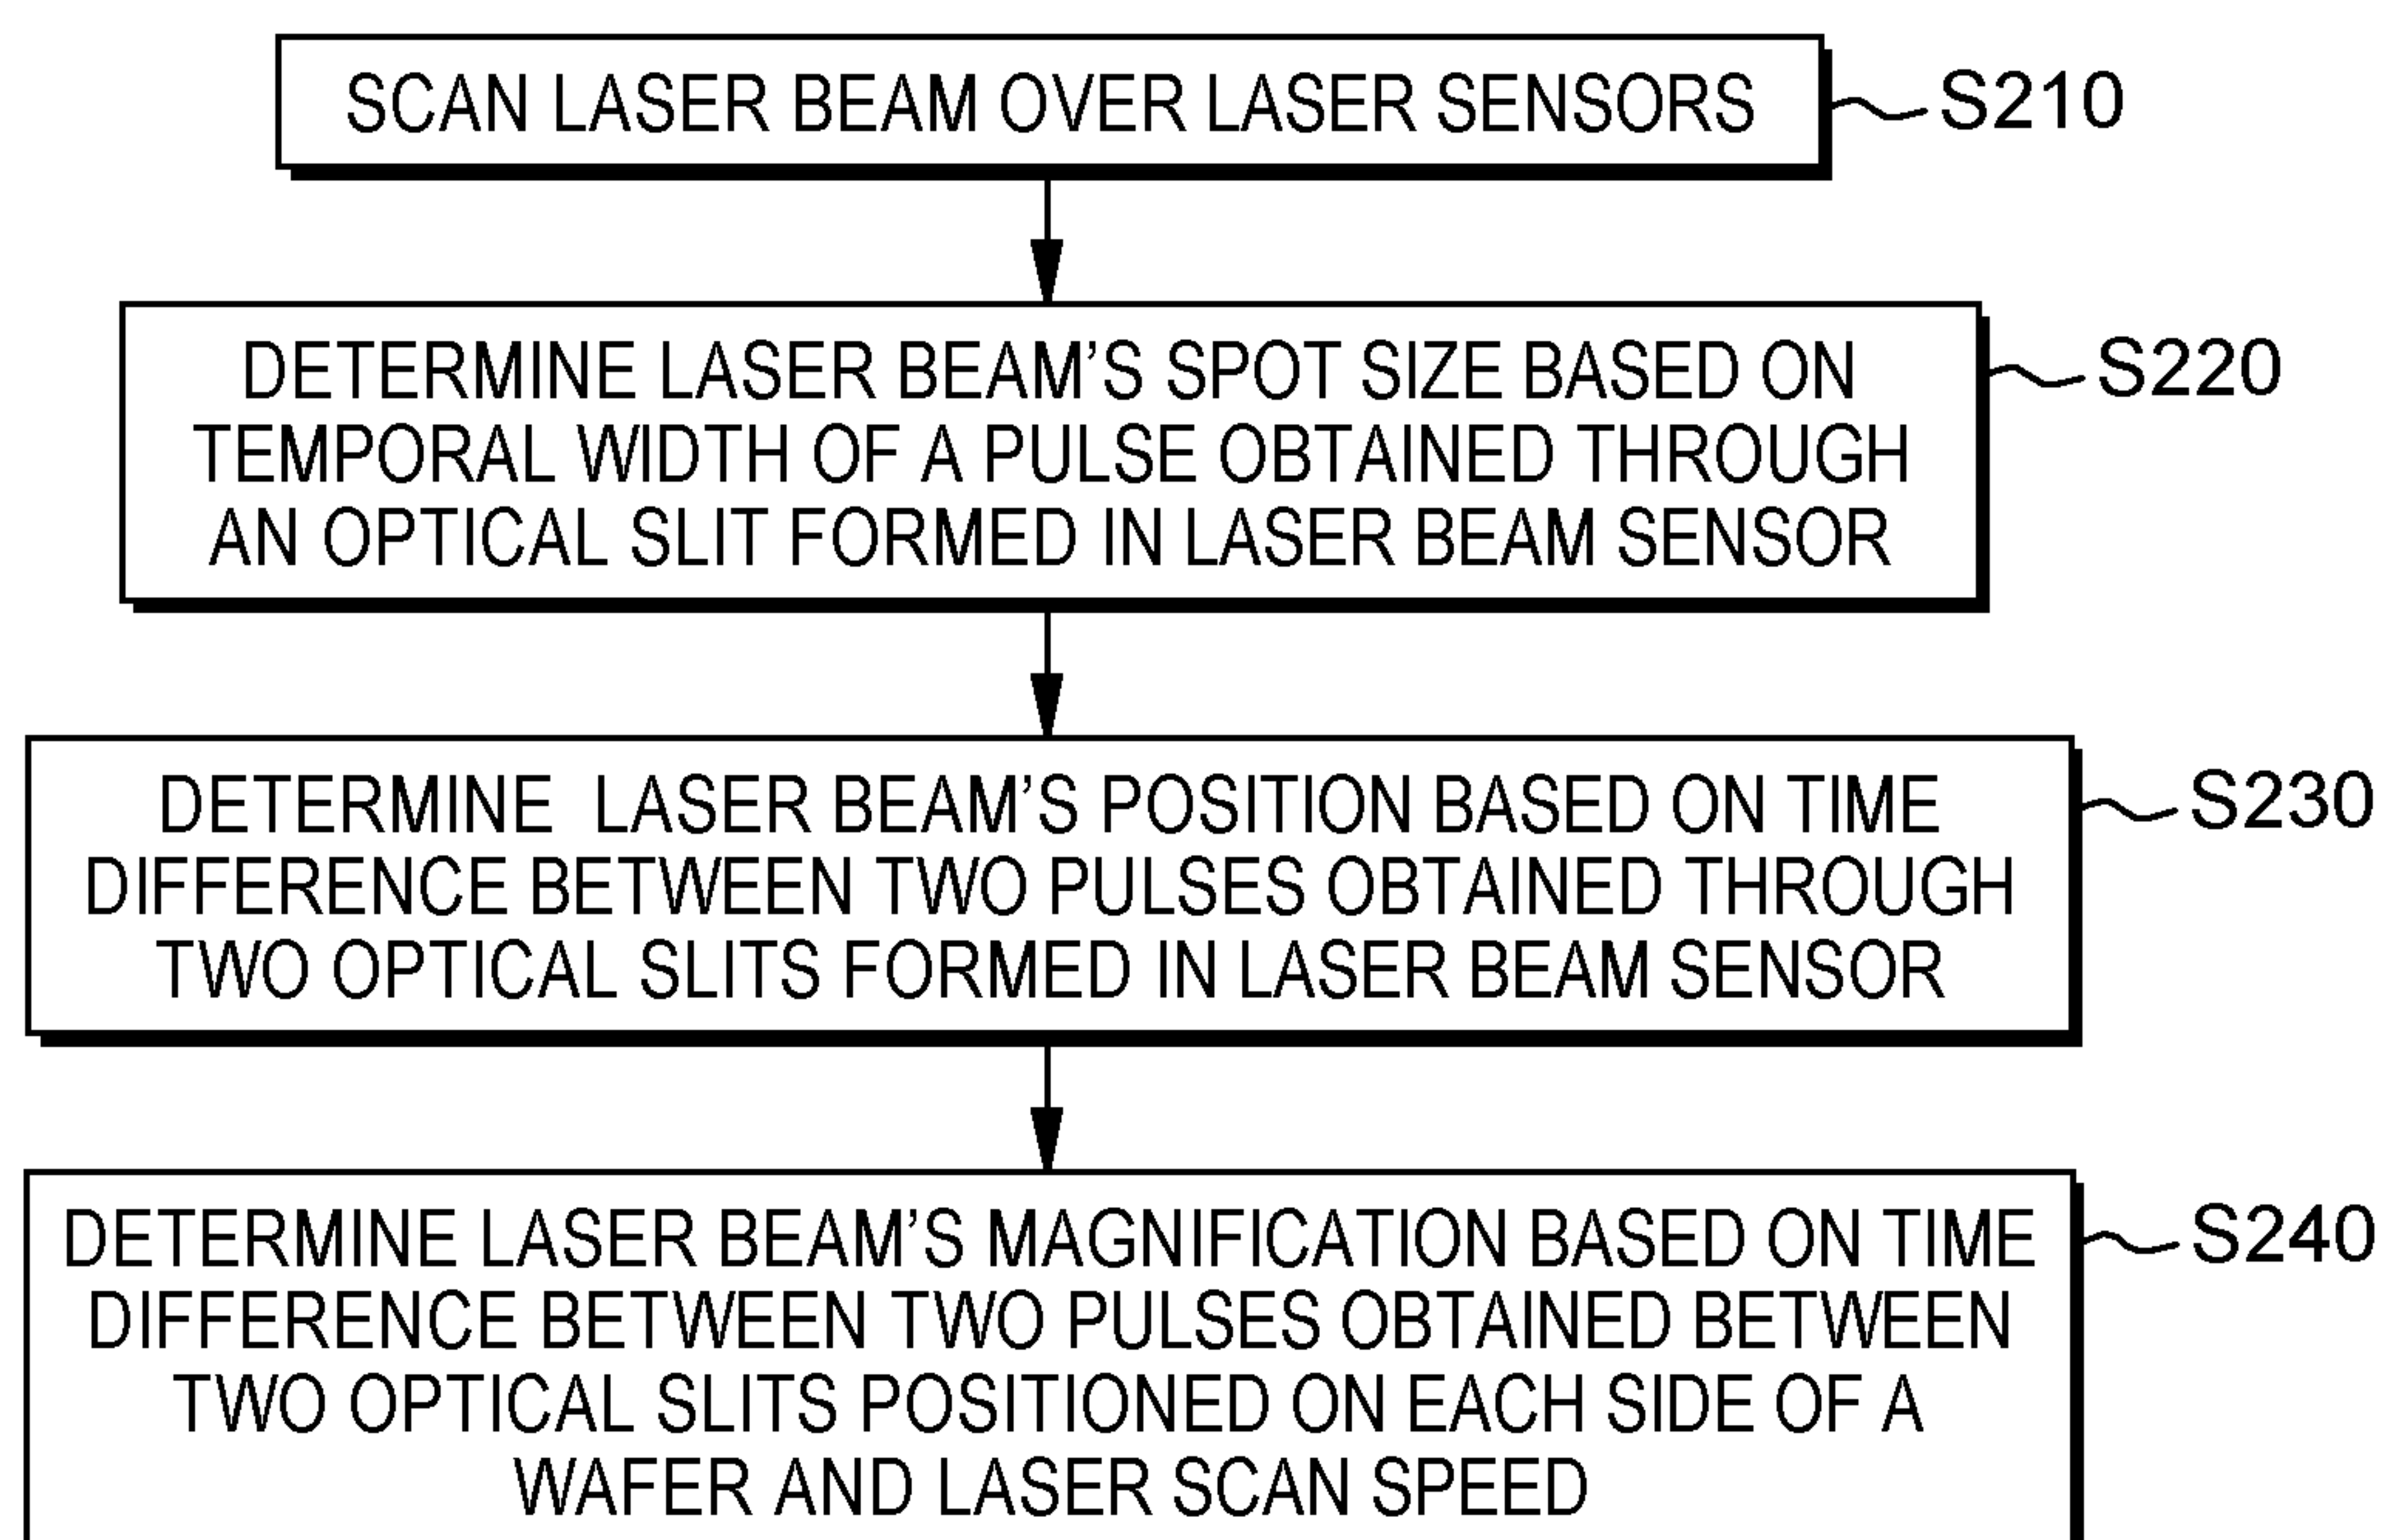 SCAN LASER BEAM OVER LASER SENSORS
S210
DETERMINE LASER BEAM’S SPOT SIZE BASED ON
TEMPORAL WIDTH OF A PULSE OBTAINED THROUGH
AN OPTICAL SLIT FORMED IN LASER BEAM SENSOR
S220
DETERMINE LASER BEAM’S POSITION BASED ON TIME
DIFFERENCE BETWEEN TWO PULSES OBTAINED THROUGH
TWO OPTICAL SLITS FORMED IN LASER BEAM SENSOR
S230
DETERMINE LASER BEAM’S MAGNIFICATION BASED ON TIME
DIFFERENCE BETWEEN TWO PULSES OBTAINED BETWEEN
TWO OPTICAL SLITS POSITIONED ON EACH SIDE OF A
WAFER AND LASER SCAN SPEED
S240